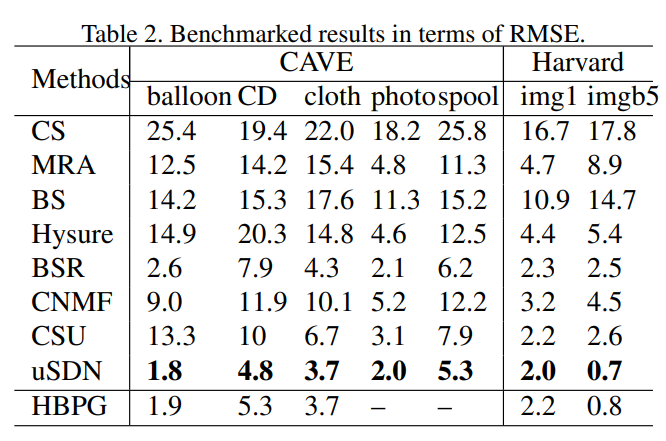 Table 2. Benchmarked results in terms of RMSE.
Methods CAVE Harvard
balloon CD cloth photo spool img1 imgb5
CS 25.4 19.4 22.0 18.2 25.8 16.7 17.8
MRA 12.5 14.2 15.4 4.8 11.3 4.7 8.9
BS 14.2 15.3 17.6 11.3 15.2 10.9 14.7
Hysure 14.9 20.3 14.8 4.6 12.5 4.4 5.4
BSR 2.6 7.9 4.3 2.1 6.2 2.3 2.5
CNMF 9.0 11.9 10.1 5.2 12.2 3.2 4.5
CSU 13.3 10 6.7 3.1 7.9 2.2 2.6
uSDN 1.8 4.8 3.7 2.0 5.3 2.0 0.7
HBPG 1.9 5.3 3.7 – – 2.2 0.8